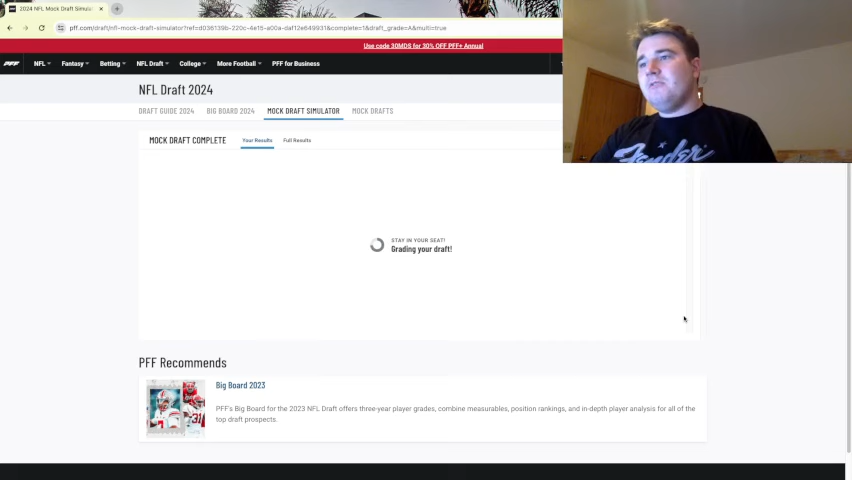 2024 NFL Mock Draft Simula
pff.com/draft/nfl-mock-draft-simulator?ref=d036139b-220c-4e15-a00a-daf12e649931&complete=1&draft_grade=A&multi=true
Use code 30MDS for 30% OFF PFF+ Annual
PFF
NFL
Fantasy
Betting
NFL Draft
College
More Football
PFF for Business
NFL Draft 2024
DRAFT GUIDE 2024
BIG BOARD 2024
MOCK DRAFT SIMULATOR
MOCK DRAFTS
MOCK DRAFT COMPLETE
Your Results
Full Results
Fender
STAY IN YOUR SEAT!
Grading your draft!
PFF Recommends
Big Board 2023
PFF's Big Board for the 2023 NFL Draft offers three-year player grades, combine measurables, position rankings, and in-depth player analysis for all of the
top draft prospects.